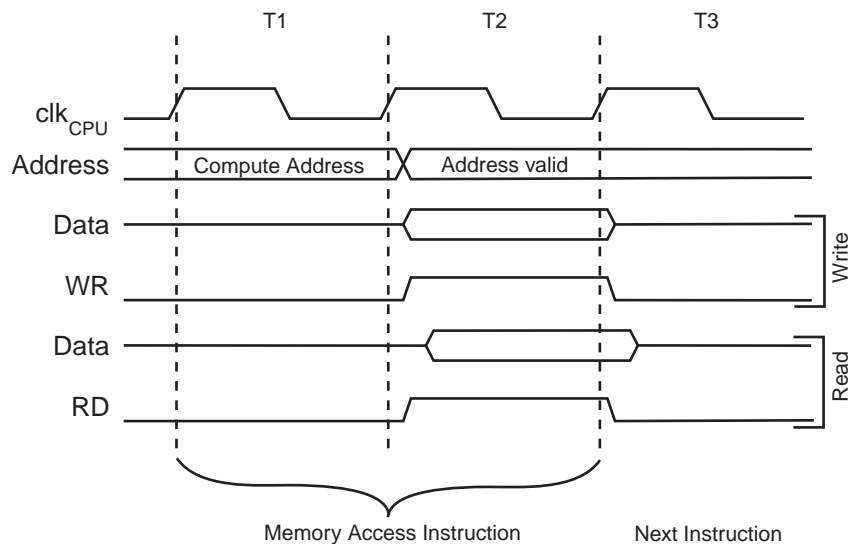 T1 T2 T3
clkCPU
Address Compute Address Address valid
Data
WR
Write
Data
RD
Read
Memory Access Instruction Next Instruction